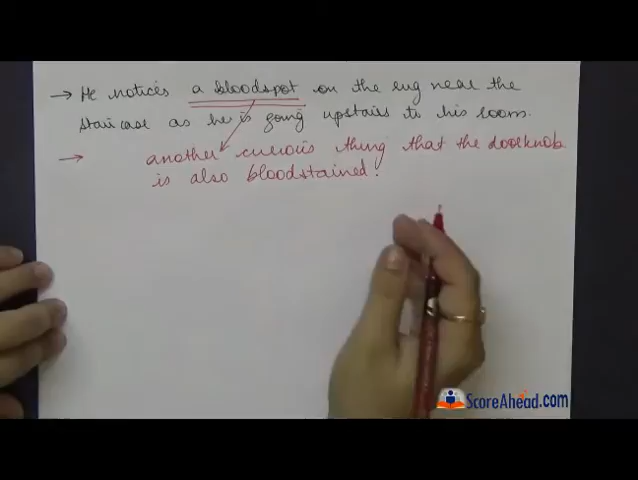 → He notices a bloodspot on the rug near the
staircase as he is going upstairs to his room.
→ another curious thing that the doorknob
is also bloodstained.
ScoreAhead.com